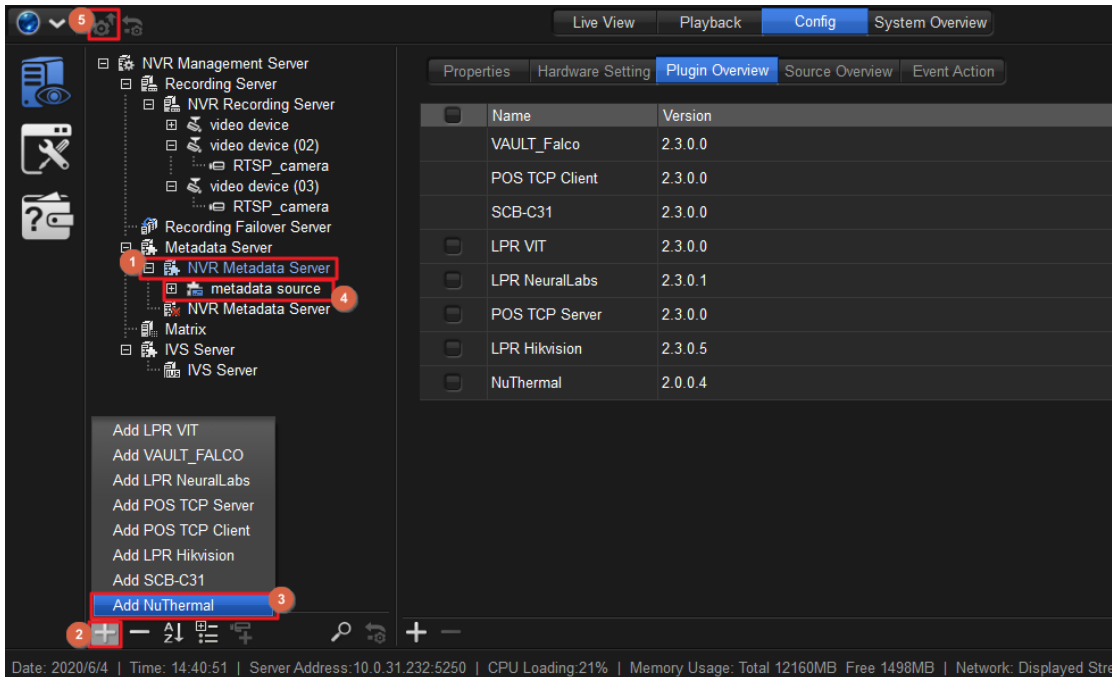 5
Live View Playback Config System Overview
NVR Management Server
Recording Server
NVR Recording Server
video device
video device (02)
RTSP_camera
video device (03)
RTSP_camera
Recording Failover Server
Metadata Server
1
NVR Metadata Server
metadata source
4
NVR Metadata Server
Matrix
IVS Server
IVS Server
Properties Hardware Setting Plugin Overview Source Overview Event Action
Name Version
VAULT_Falco 2.3.0.0
POS TCP Client 2.3.0.0
SCB-C31 2.3.0.0
LPR VIT 2.3.0.0
LPR NeuralLabs 2.3.0.1
POS TCP Server 2.3.0.0
LPR Hikvision 2.3.0.5
NuThermal 2.0.0.4
Add LPR VIT
Add VAULT_FALCO
Add LPR NeuralLabs
Add POS TCP Server
Add POS TCP Client
Add LPR Hikvision
Add SCB-C31
Add NuThermal
3
2
Date: 2020/6/4 | Time: 14:40:51 | Server Address:10.0.31.232:5250 | CPU Loading:21% | Memory Usage: Total 12160MB Free 1498MB | Network: Displayed Stre